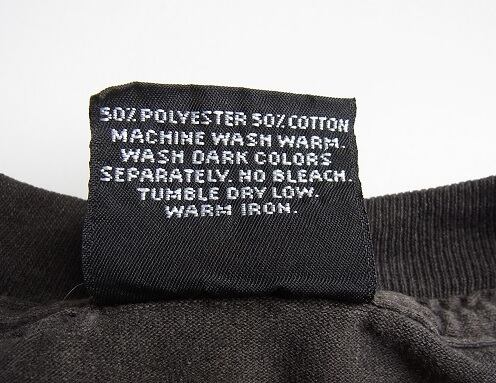 50% POLYESTER 50% COTTON
MACHINE WASH WARM.
WASH DARK COLORS
SEPARATELY. NO BLEACH.
TUMBLE DRY LOW.
WARM IRON.